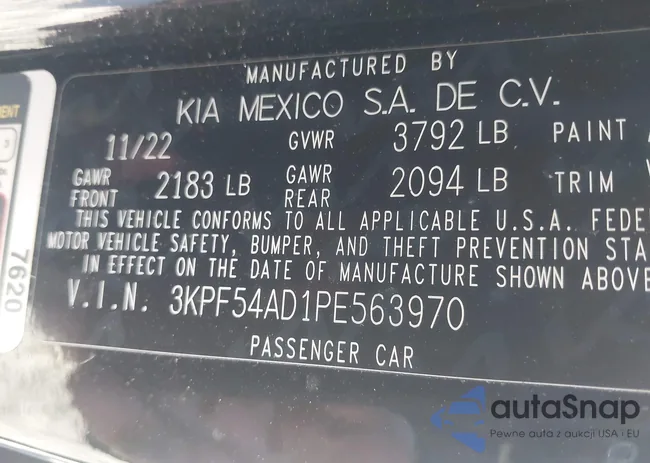 MANUFACTURED BY
KIA MEXICO S.A. DE C.V.
11/22 GVWR 3792 LB PAINT
GAWR FRONT 2183 LB GAWR REAR 2094 LB TRIM
THIS VEHICLE CONFORMS TO ALL APPLICABLE U.S.A. FEDE
MOTOR VEHICLE SAFETY, BUMPER, AND THEFT PREVENTION STA
IN EFFECT ON THE DATE OF MANUFACTURE SHOWN ABOVE
V.I.N. 3KPF54AD1PE563970
PASSENGER CAR
7620
autaSnap
Pewne auta z aukcji USA i EU